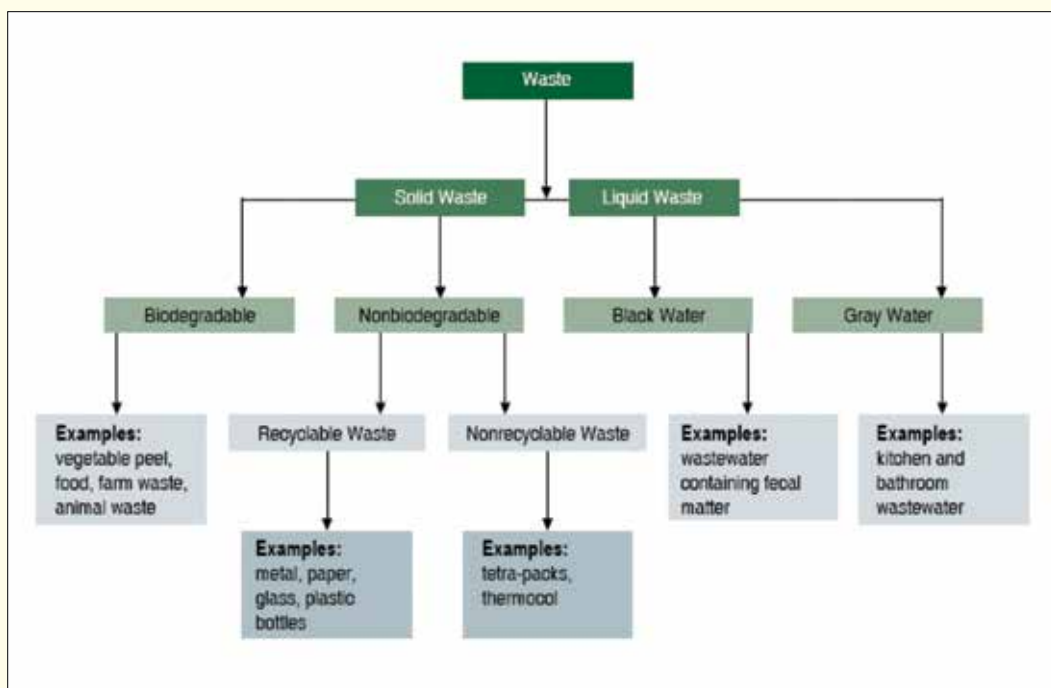 Waste
Solid Waste
Liquid Waste
Biodegradable
Nonbiodegradable
Black Water
Gray Water
Examples:
vegetable peel,
food, farm waste,
animal waste
Recyclable Waste
Nonrecyclable Waste
Examples:
wastewater
containing fecal
matter
Examples:
kitchen and
bathroom
wastewater
Examples:
metal, paper,
glass, plastic
bottles
Examples:
tetra-packs,
thermocol